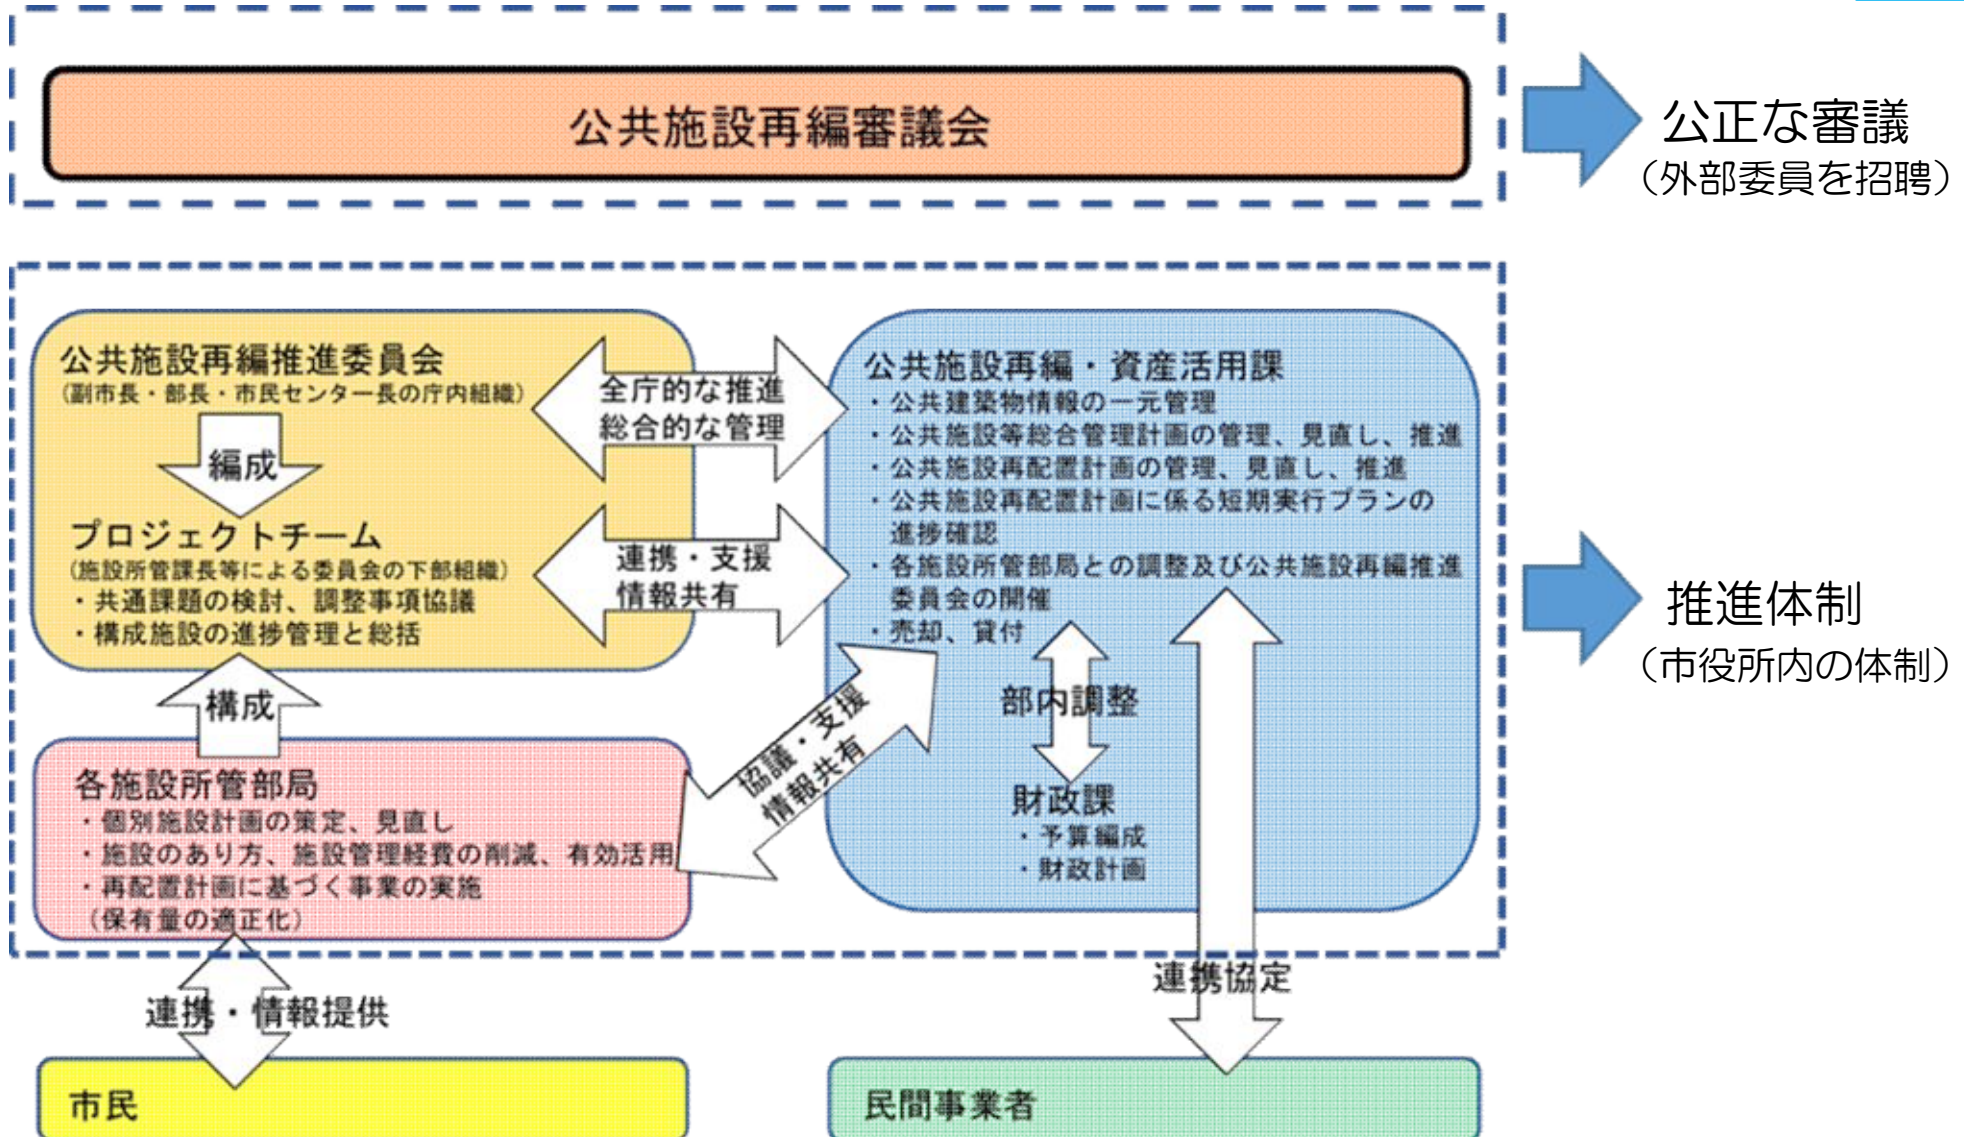 公共施設再編審議会
公正な審議
（外部委員を招聘）
公共施設再編推進委員会
(副市長・部長・市民センター長の庁内組織)
編成
プロジェクトチーム
(施設所管課長等による委員会の下部組織)
・共通課題の検討、調整事項協議
・構成施設の進捗管理と総括
全庁的な推進
総合的な管理
連携・支援
情報共有
公共施設再編・資産活用課
・公共建築物情報の一元管理
・公共施設等総合管理計画の管理、見直し、推進
・公共施設再配置計画の管理、見直し、推進
・公共施設再配置計画に係る短期実行プランの
進捗確認
・各施設所管部局との調整及び公共施設再編推進
委員会の開催
・売却、貸付
部内調整
財政課
・予算編成
・財政計画
推進体制
（市役所内の体制）
構成
各施設所管部局
・個別施設計画の策定、見直し
・施設のあり方、施設管理経費の削減、有効活用
・再配置計画に基づく事業の実施
（保有量の適正化）
協議・支援
情報共有
連携・情報提供
連携協定
市民
民間事業者